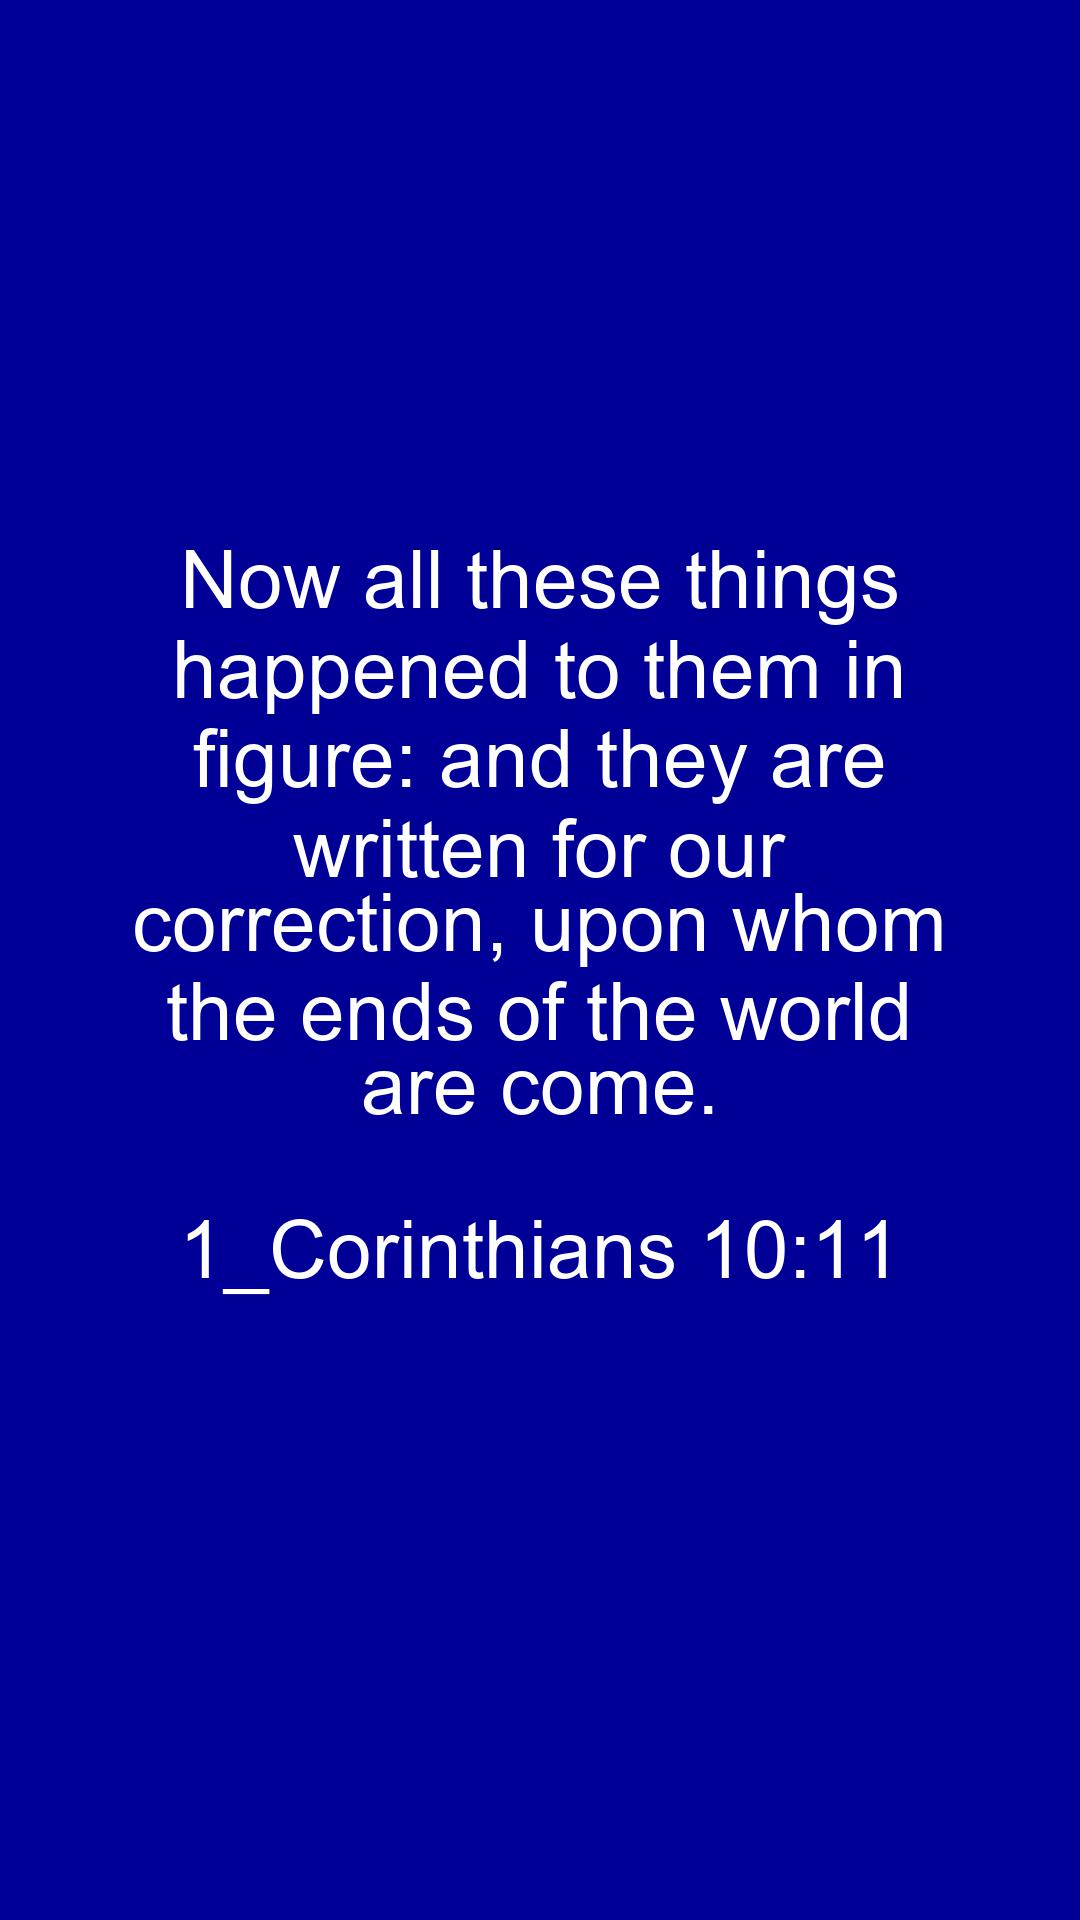 Now all these things
happened to them in
figure: and they are
written for our
correction, upon whom
the ends of the world
are come.
1_Corinthians 10:11